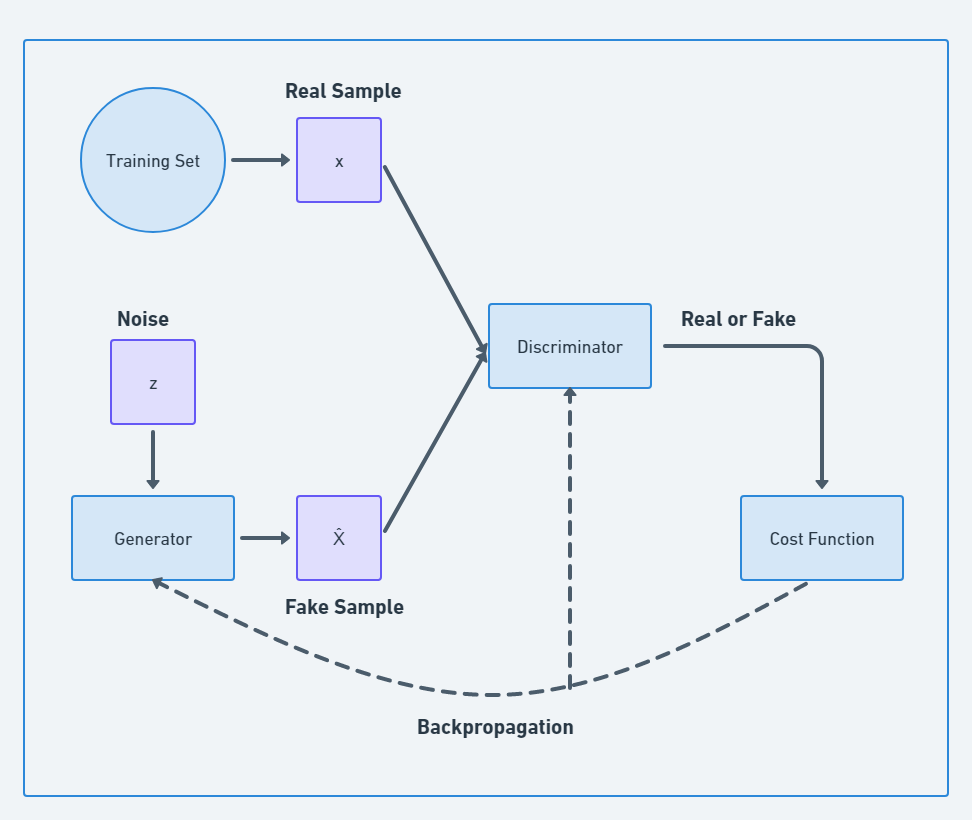 Real Sample
Training Set
x
Noise
z
Discriminator
Real or Fake
Generator
X̂
Fake Sample
Cost Function
Backpropagation